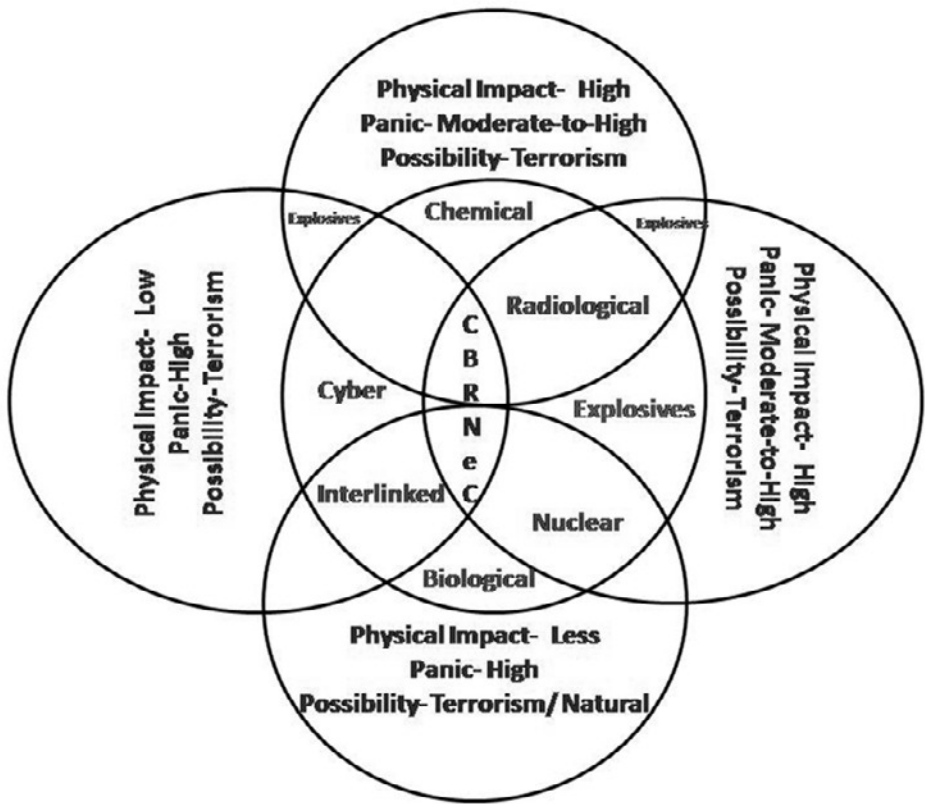 Physical Impact- High
Panic- Moderate-to-High
Possibility-Terrorism
Explosives
Chemical
Explosives
Radiological
Physical Impact- Low
Panic-High
Possibility-Terrorism
Cyber
C
B
R
N
e
C
Explosives
Physical Impact- High
Panic- Moderate-to-High
Possibility-Terrorism
Interlinked
Nuclear
Biological
Physical Impact- Less
Panic- High
Possibility-Terrorism/Natural